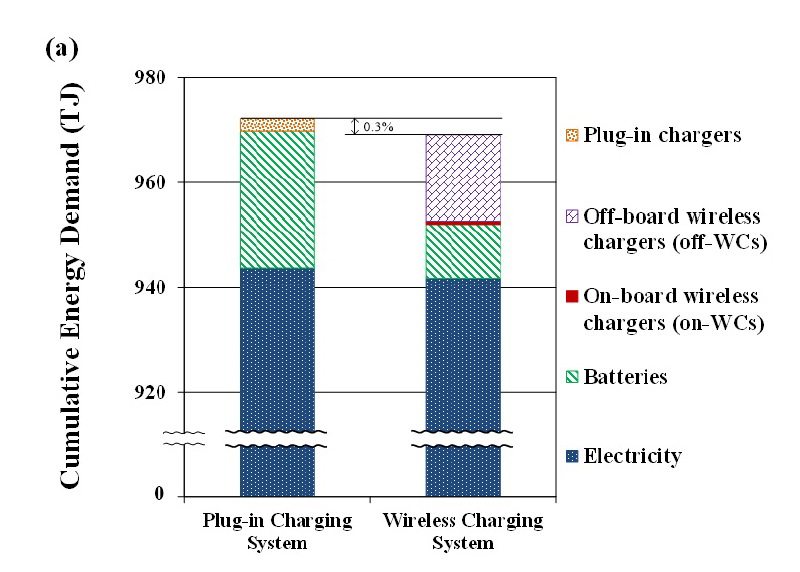 (a)
Cumulative Energy Demand (TJ)
980
960
940
920
0
0.3%
Plug-in chargers
Off-board wireless
chargers (off-WCs)
On-board wireless
chargers (on-WCs)
Batteries
Electricity
Plug-in Charging
System
Wireless Charging
System